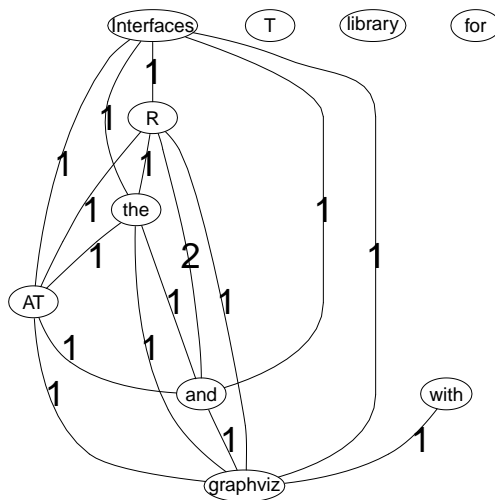 Interfaces T library for
1
R
1 1 1
the
1 1 1
2 1 1
AT
1 1
1 1
and with
1 1 1
graphviz